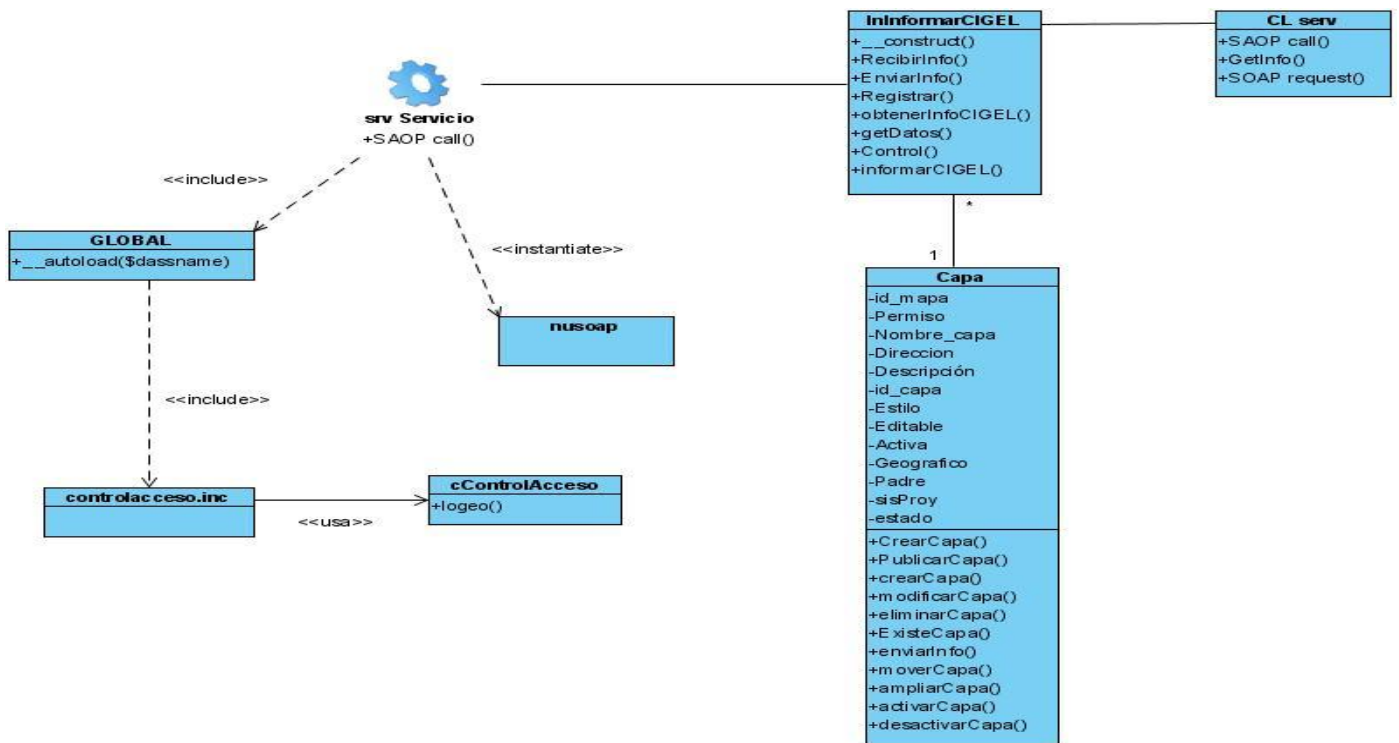 InInformarCIGEL
+__construct()
+RecibirInfo()
+EnviarInfo()
+Registrar()
+obtenerInfoCIGEL()
+getDatos()
+Control()
+informarCIGEL()
CL serv
+SAOP call()
+GetInfo()
+SOAP request()
srv Servicio
+SAOP call()
<<include>>
GLOBAL
+__autoload($dassname)
<<instantiate>>
nusoap
<<include>>
controlacceso.inc
<<usa>>
cControlAcceso
+logeo()
*
1
Capa
-id_mapa
-Permiso
-Nombre_capa
-Direccion
-Descripción
-id_capa
-Estilo
-Editable
-Activa
-Geografico
-Padre
-sisProy
-estado
+CrearCapa()
+PublicarCapa()
+crearCapa()
+modificarCapa()
+eliminarCapa()
+ExisteCapa()
+enviarInfo()
+moverCapa()
+ampliarCapa()
+activarCapa()
+desactivarCapa()